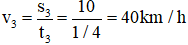 v₃ = s₃/t₃ = 10/(1/4) = 40km / h